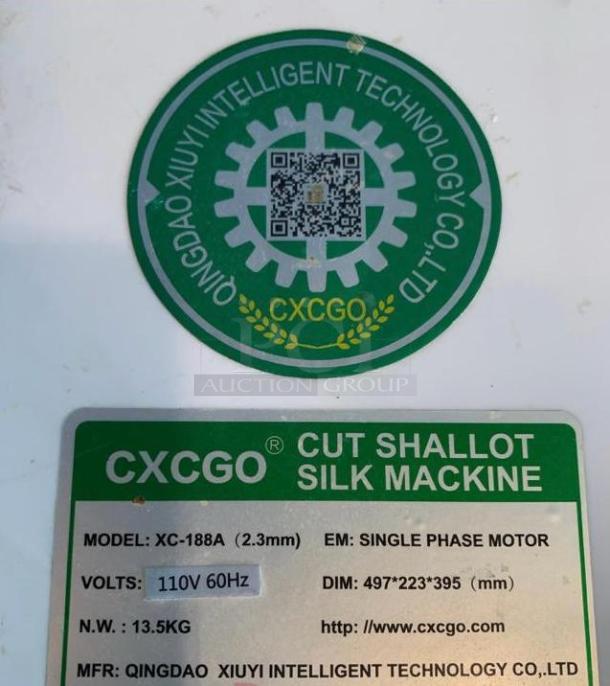 QINGDAO XIUYI INTELLIGENT TECHNOLOGY CO.,LTD
CXCGO
PCI
AUCTION GROUP
CXCGO® CUT SHALLOT
SILK MACKINE
MODEL: XC-188A (2.3mm) EM: SINGLE PHASE MOTOR
VOLTS: 110V 60Hz DIM: 497*223*395 (mm)
N.W. : 13.5KG http: //www.cxcgo.com
MFR: QINGDAO XIUYI INTELLIGENT TECHNOLOGY CO,.LTD